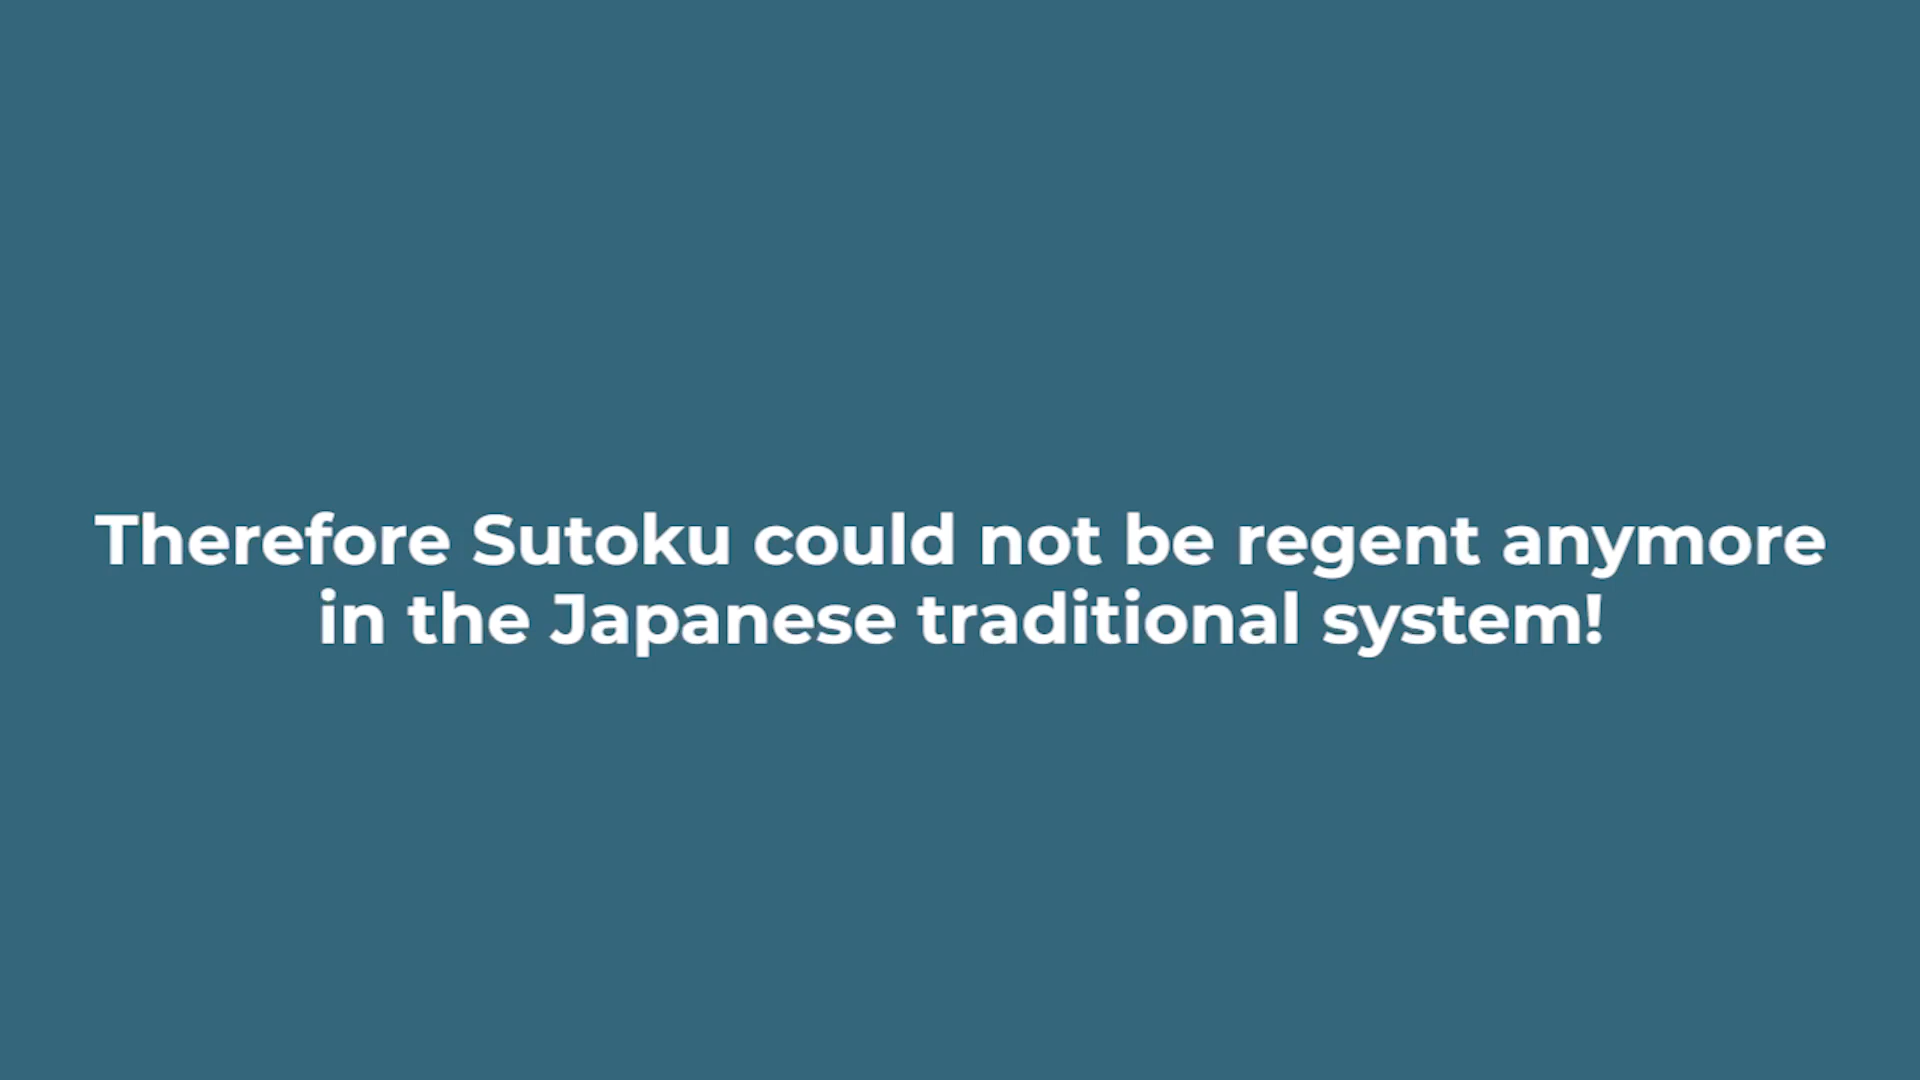 Therefore Sutoku could not be regent anymore
in the Japanese traditional system!